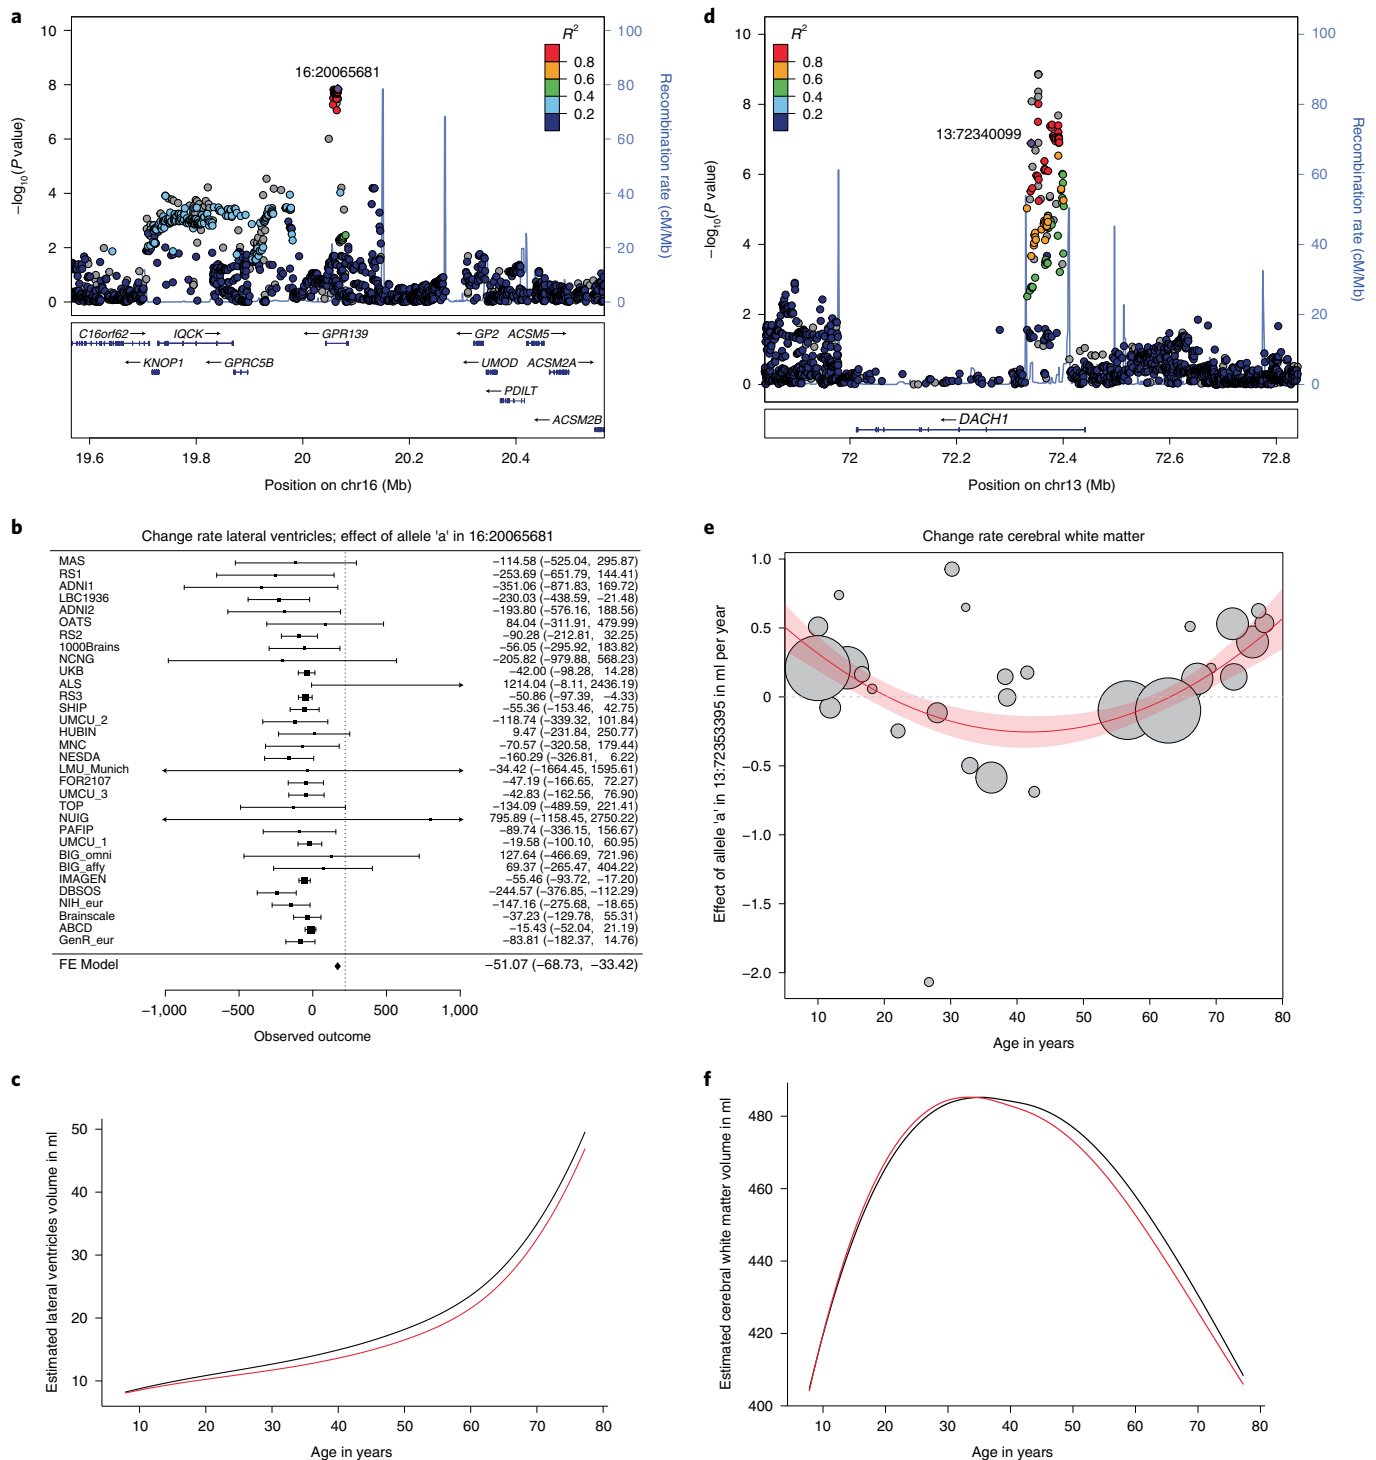 a
10
8
6
4
2
0
−log10(P value)
16:20065681
R2
0.8
0.6
0.4
0.2
100
80
60
40
20
0
Recombination rate (cM/Mb)
C16orf62
IQCK
GPR139
GP2
ACSM5
KNOP1
GPRC5B
UMOD
ACSM2A
PDILT
ACSM2B
19.6
19.8
20
20.2
20.4
Position on chr16 (Mb)
d
10
8
6
4
2
0
−log10(P value)
13:72340099
R2
0.8
0.6
0.4
0.2
100
80
60
40
20
0
Recombination rate (cM/Mb)
DACH1
72
72.2
72.4
72.6
72.8
Position on chr13 (Mb)
b
Change rate lateral ventricles; effect of allele 'a' in 16:20065681
MAS −114.58 (−525.04, 295.87)
RS1 −253.69 (−651.79, 144.41)
ADNI1 −351.06 (−871.83, 169.72)
LBC1936 −230.03 (−438.59, −21.48)
ADNI2 −193.80 (−576.16, 188.56)
OATS 84.04 (−311.91, 479.99)
RS2 −90.28 (−212.81, 32.25)
1000Brains −56.05 (−295.92, 183.82)
NCNG −205.82 (−979.88, 568.23)
UKB −42.00 (−98.28, 14.28)
ALS 1214.04 (−8.11, 2436.19)
RS3 −50.86 (−97.39, −4.33)
SHIP −55.36 (−153.46, 42.75)
UMCU_2 −118.74 (−339.32, 101.84)
HUBIN 9.47 (−231.84, 250.77)
MNC −70.57 (−320.58, 179.44)
NESDA −160.29 (−326.81, 6.22)
LMU_Munich −34.42 (−1664.45, 1595.61)
FOR2107 −47.19 (−166.65, 72.27)
UMCU_3 −42.83 (−162.56, 76.90)
TOP −134.09 (−489.59, 221.41)
NUIG 795.89 (−1158.45, 2750.22)
PAFIP −89.74 (−336.15, 156.67)
UMCU_1 −19.58 (−100.10, 60.95)
BIG_omni 127.64 (−466.69, 721.96)
BIG_affy 69.37 (−265.47, 404.22)
IMAGEN −55.46 (−93.72, −17.20)
DBSOS −244.57 (−376.85, −112.29)
NIH_eur −147.16 (−275.68, −18.65)
Brainscale −37.23 (−129.78, 55.31)
ABCD −15.43 (−52.04, 21.19)
GenR_eur −83.81 (−182.37, 14.76)
FE Model −51.07 (−68.73, −33.42)
−1,000
−500
0
500
1,000
Observed outcome
e
Change rate cerebral white matter
1.0
0.5
0
−0.5
−1.0
−1.5
−2.0
Effect of allele 'a' in 13:72353395 in ml per year
10
20
30
40
50
60
70
80
Age in years
c
50
40
30
20
10
Estimated lateral ventricles volume in ml
10
20
30
40
50
60
70
80
Age in years
f
480
460
440
420
400
Estimated cerebral white matter volume in ml
10
20
30
40
50
60
70
80
Age in years